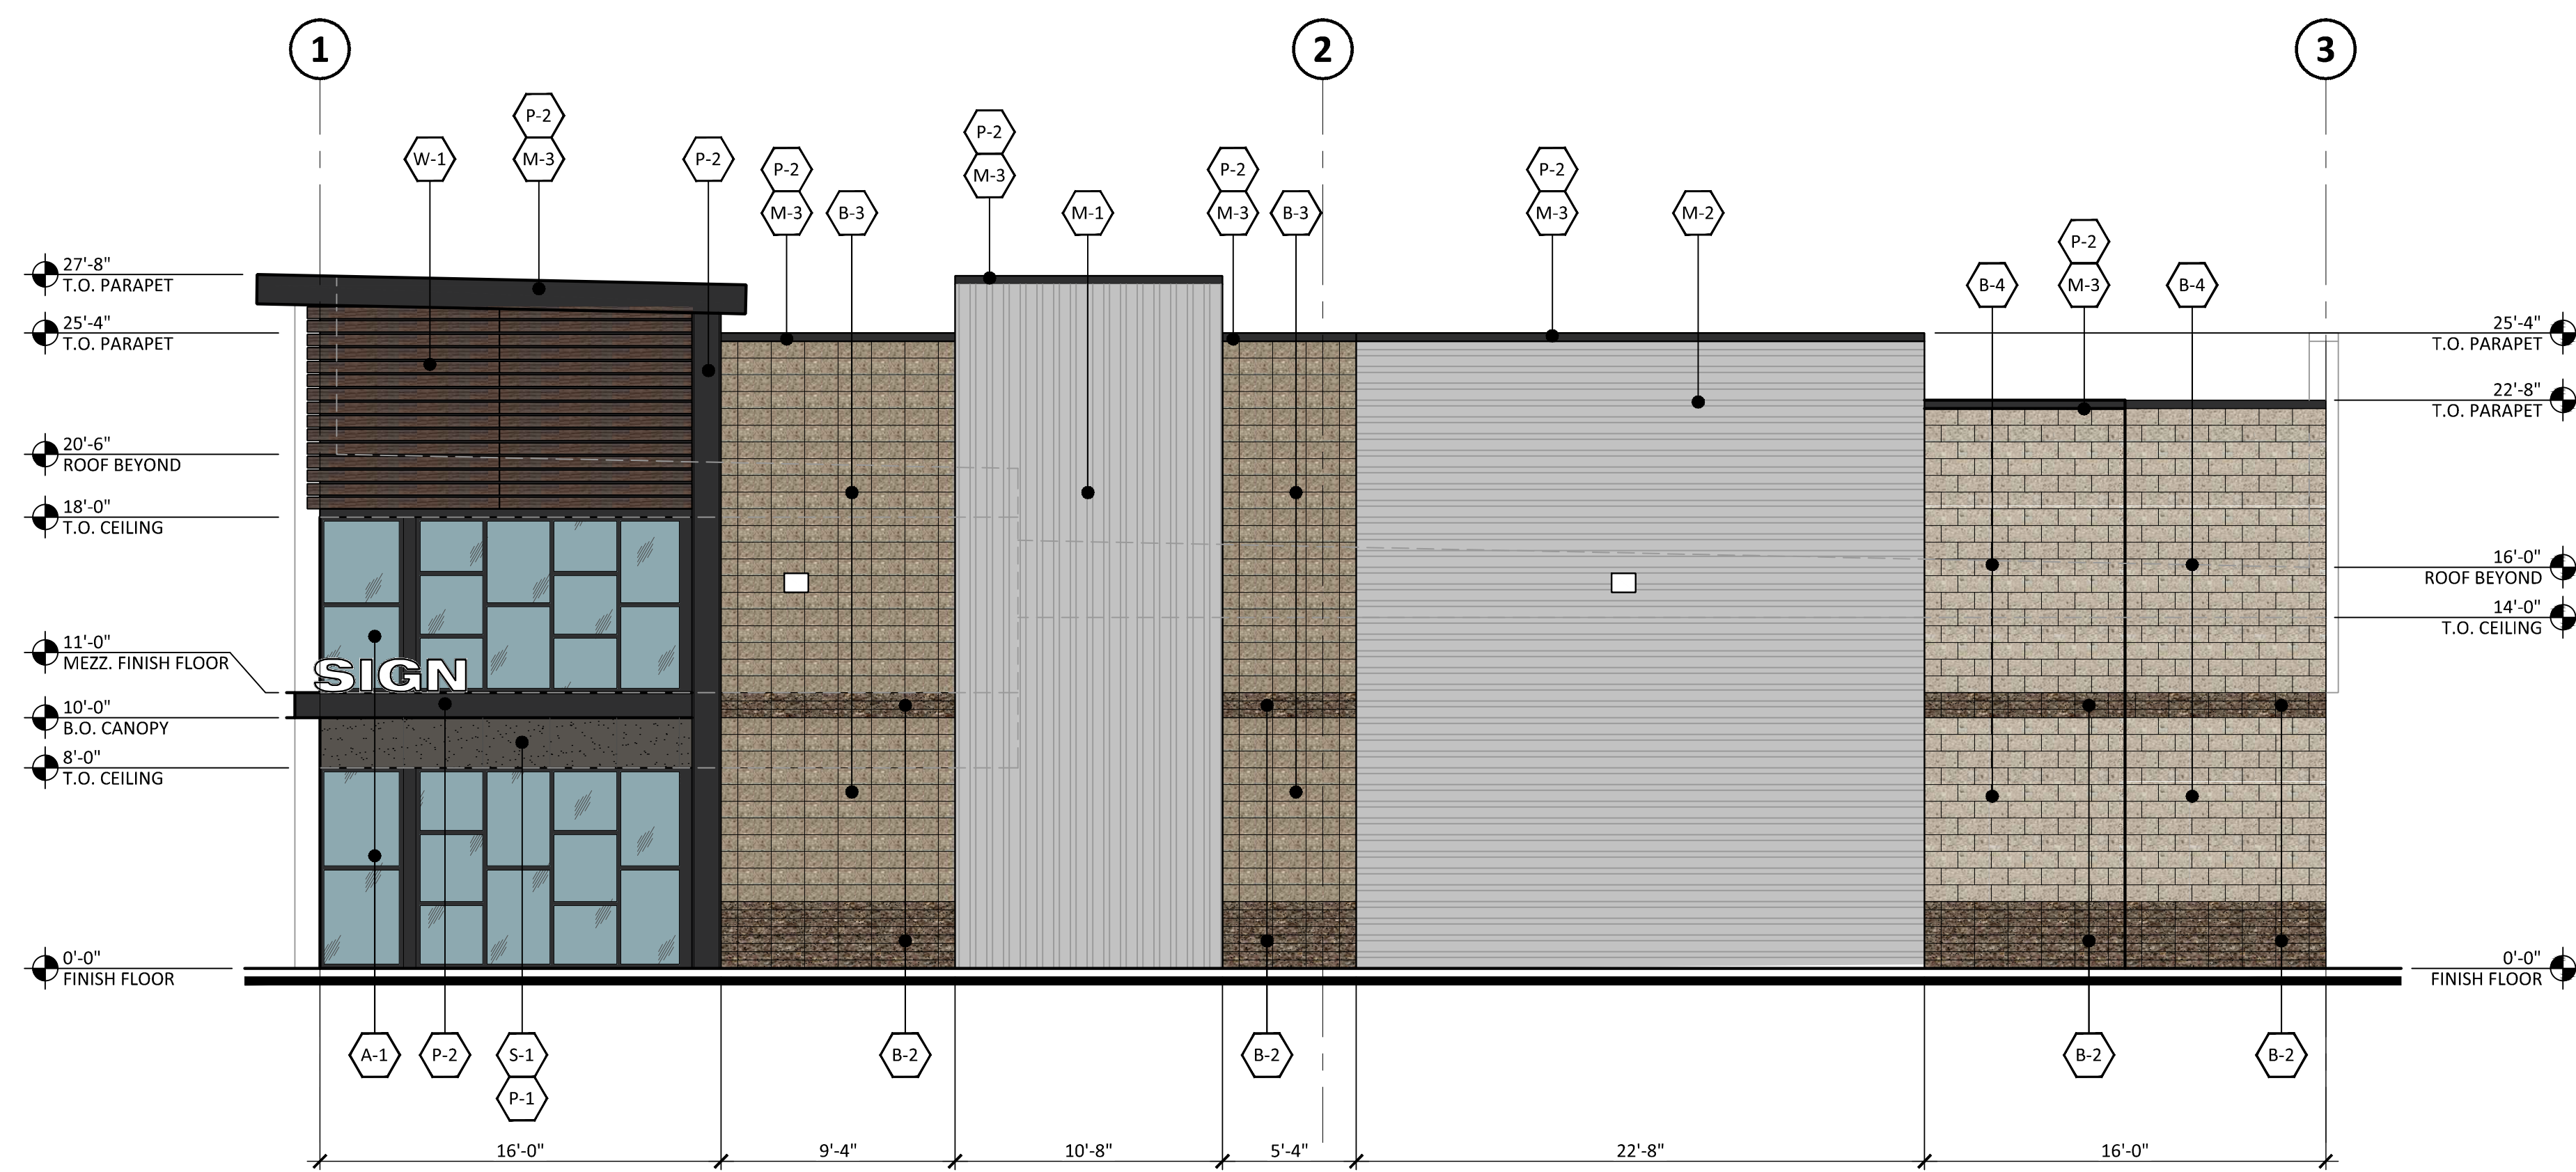 1
2
3
P-2
M-3
W-1
P-2
P-2
M-3
B-3
P-2
M-3
M-1
P-2
M-3
B-3
P-2
M-3
M-2
B-4
P-2
M-3
B-4
27'-8"
T.O. PARAPET
25'-4"
T.O. PARAPET
20'-6"
ROOF BEYOND
18'-0"
T.O. CEILING
11'-0"
MEZZ. FINISH FLOOR
10'-0"
B.O. CANOPY
8'-0"
T.O. CEILING
0'-0"
FINISH FLOOR
SIGN
25'-4"
T.O. PARAPET
22'-8"
T.O. PARAPET
16'-0"
ROOF BEYOND
14'-0"
T.O. CEILING
0'-0"
FINISH FLOOR
A-1
P-2
S-1
P-1
B-2
B-2
B-2
B-2
16'-0"
9'-4"
10'-8"
5'-4"
22'-8"
16'-0"